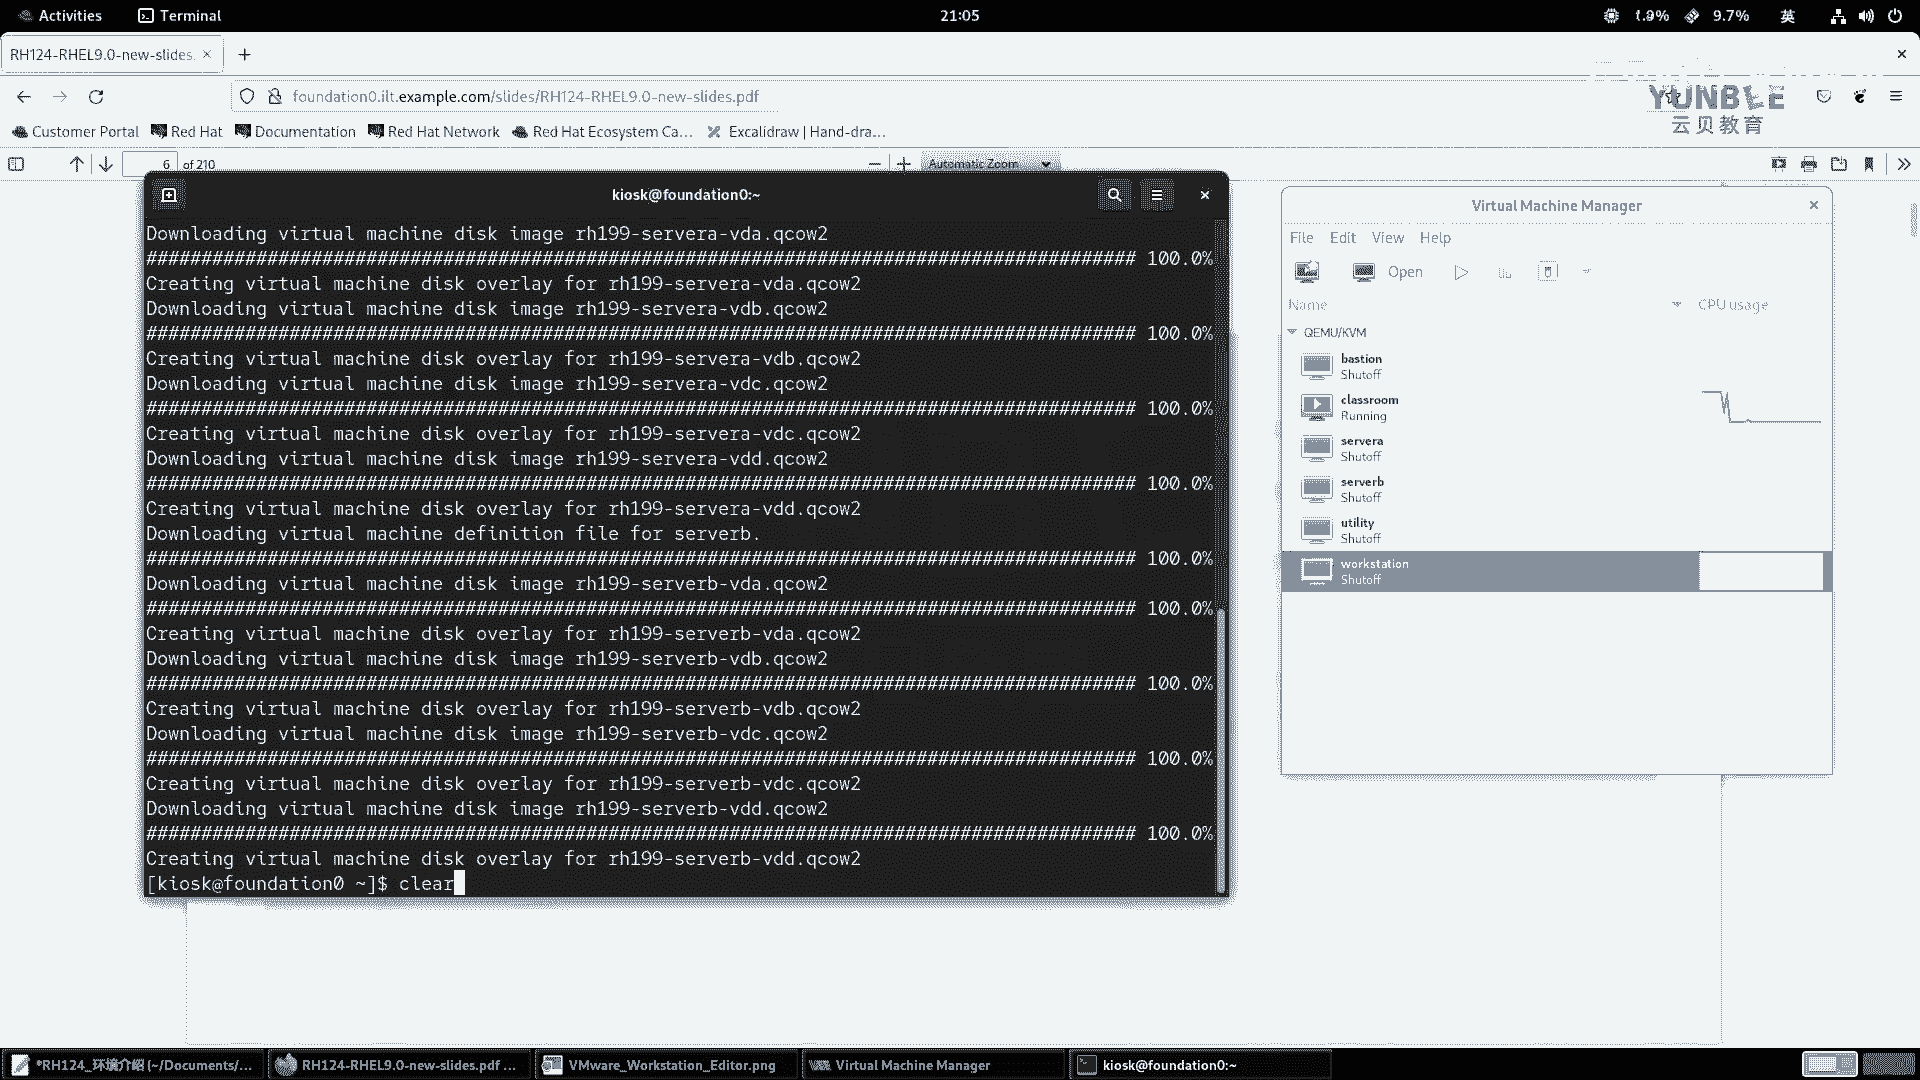 Activities
Terminal
21:05
1.9%
9.7%
英
RH124-RHEL9.0-new-slides.
foundation0.ilt.example.com/slides/RH124-RHEL9.0-new-slides.pdf
YUNBEE
云贝教育
Customer Portal
Red Hat
Documentation
Red Hat Network
Red Hat Ecosystem Ca...
Excalidraw | Hand-dra...
6 of 210
Automatic Zoom
kiosk@foundation0:~
Downloading virtual machine disk image rh199-servera-vda.qcow2
########################################################################################## 100.0%
Creating virtual machine disk overlay for rh199-servera-vda.qcow2
Downloading virtual machine disk image rh199-servera-vdb.qcow2
########################################################################################## 100.0%
Creating virtual machine disk overlay for rh199-servera-vdb.qcow2
Downloading virtual machine disk image rh199-servera-vdc.qcow2
########################################################################################## 100.0%
Creating virtual machine disk overlay for rh199-servera-vdc.qcow2
Downloading virtual machine disk image rh199-servera-vdd.qcow2
########################################################################################## 100.0%
Creating virtual machine disk overlay for rh199-servera-vdd.qcow2
Downloading virtual machine definition file for serverb.
########################################################################################## 100.0%
Downloading virtual machine disk image rh199-serverb-vda.qcow2
########################################################################################## 100.0%
Creating virtual machine disk overlay for rh199-serverb-vda.qcow2
Downloading virtual machine disk image rh199-serverb-vdb.qcow2
########################################################################################## 100.0%
Creating virtual machine disk overlay for rh199-serverb-vdb.qcow2
Downloading virtual machine disk image rh199-serverb-vdc.qcow2
########################################################################################## 100.0%
Creating virtual machine disk overlay for rh199-serverb-vdc.qcow2
Downloading virtual machine disk image rh199-serverb-vdd.qcow2
########################################################################################## 100.0%
Creating virtual machine disk overlay for rh199-serverb-vdd.qcow2
[kiosk@foundation0 ~]$ clear
Virtual Machine Manager
File Edit View Help
Open
Name
CPU usage
QEMU/KVM
bastion
Shutoff
classroom
Running
servera
Shutoff
serverb
Shutoff
utility
Shutoff
workstation
Shutoff
*RH124_环境介绍 (~/Documents/...
RH124-RHEL9.0-new-slides.pdf ...
VMware_Workstation_Editor.png
Virtual Machine Manager
kiosk@foundation0:~